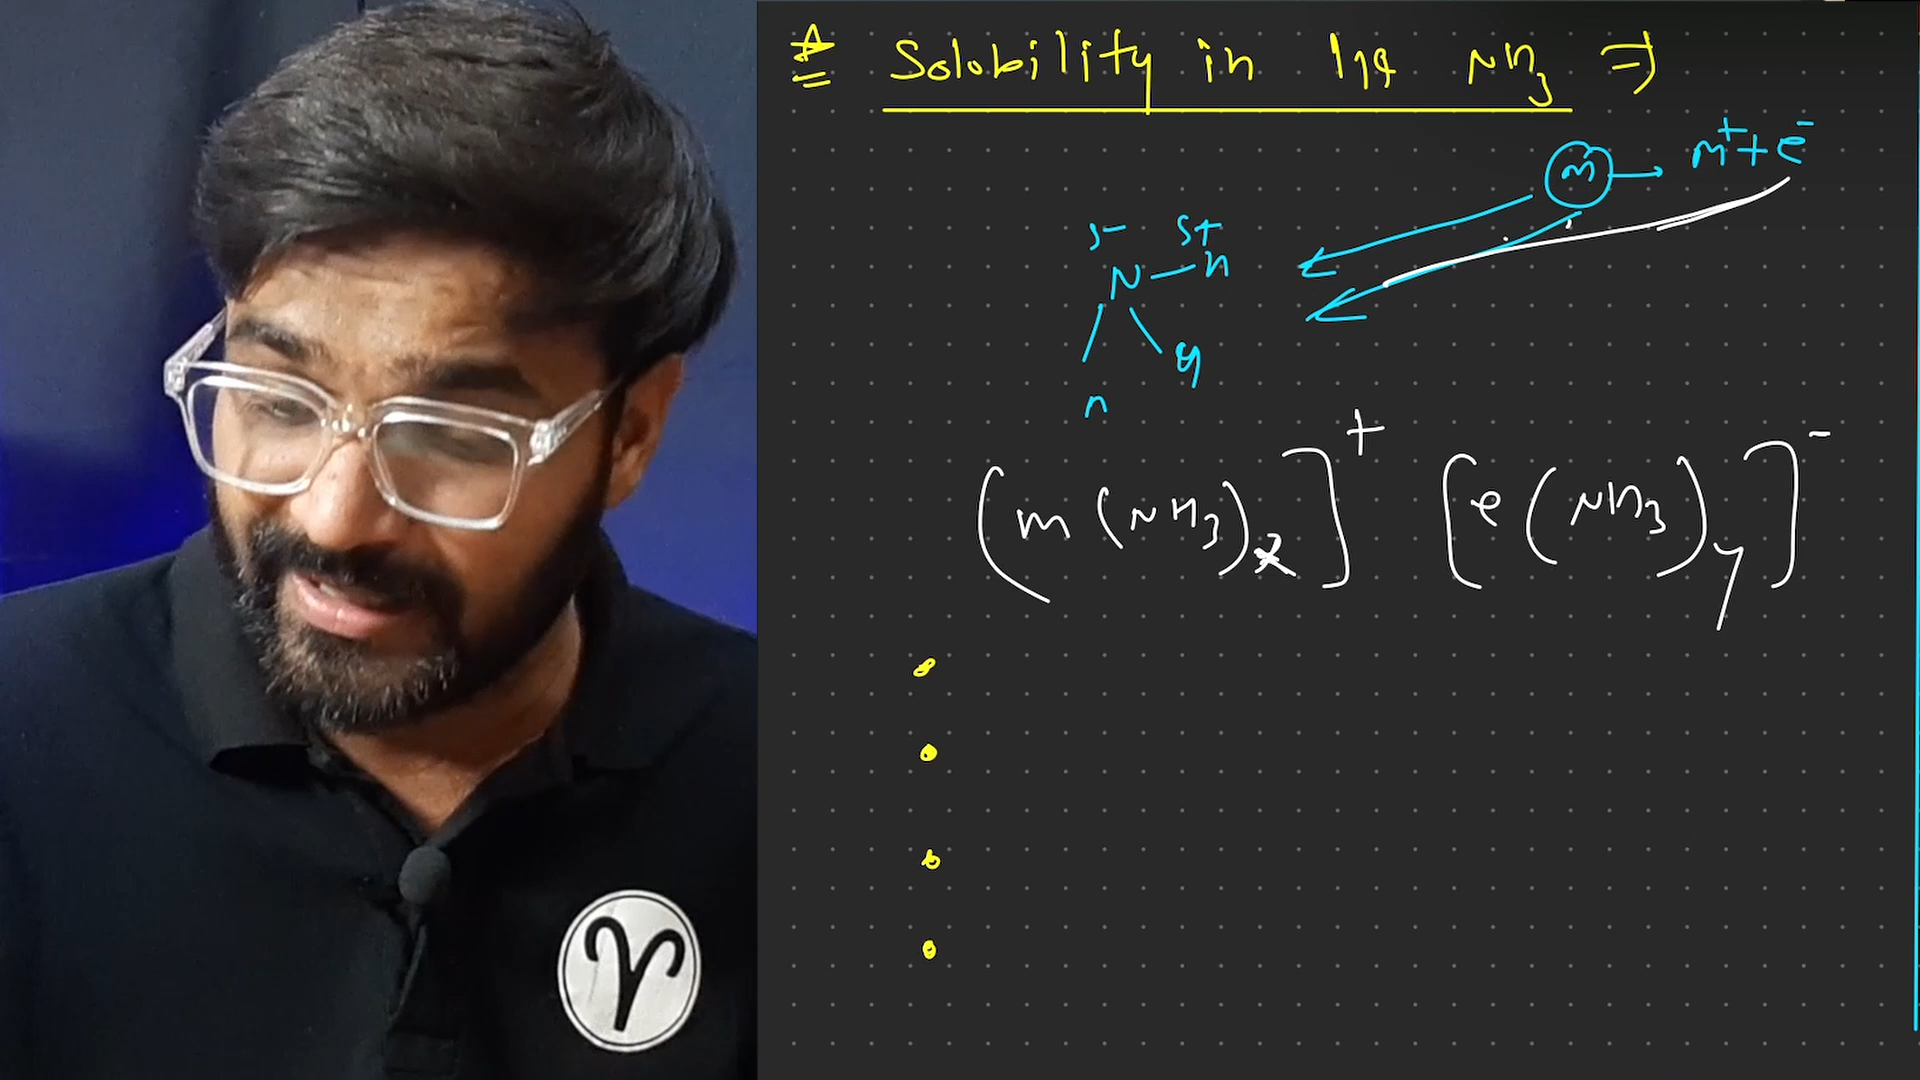 * Solubility in liq NH3 ⇒
m → m+ + e-
δ- δ+
N — H
H
H
[m(NH3)x]+ [e(NH3)y]-